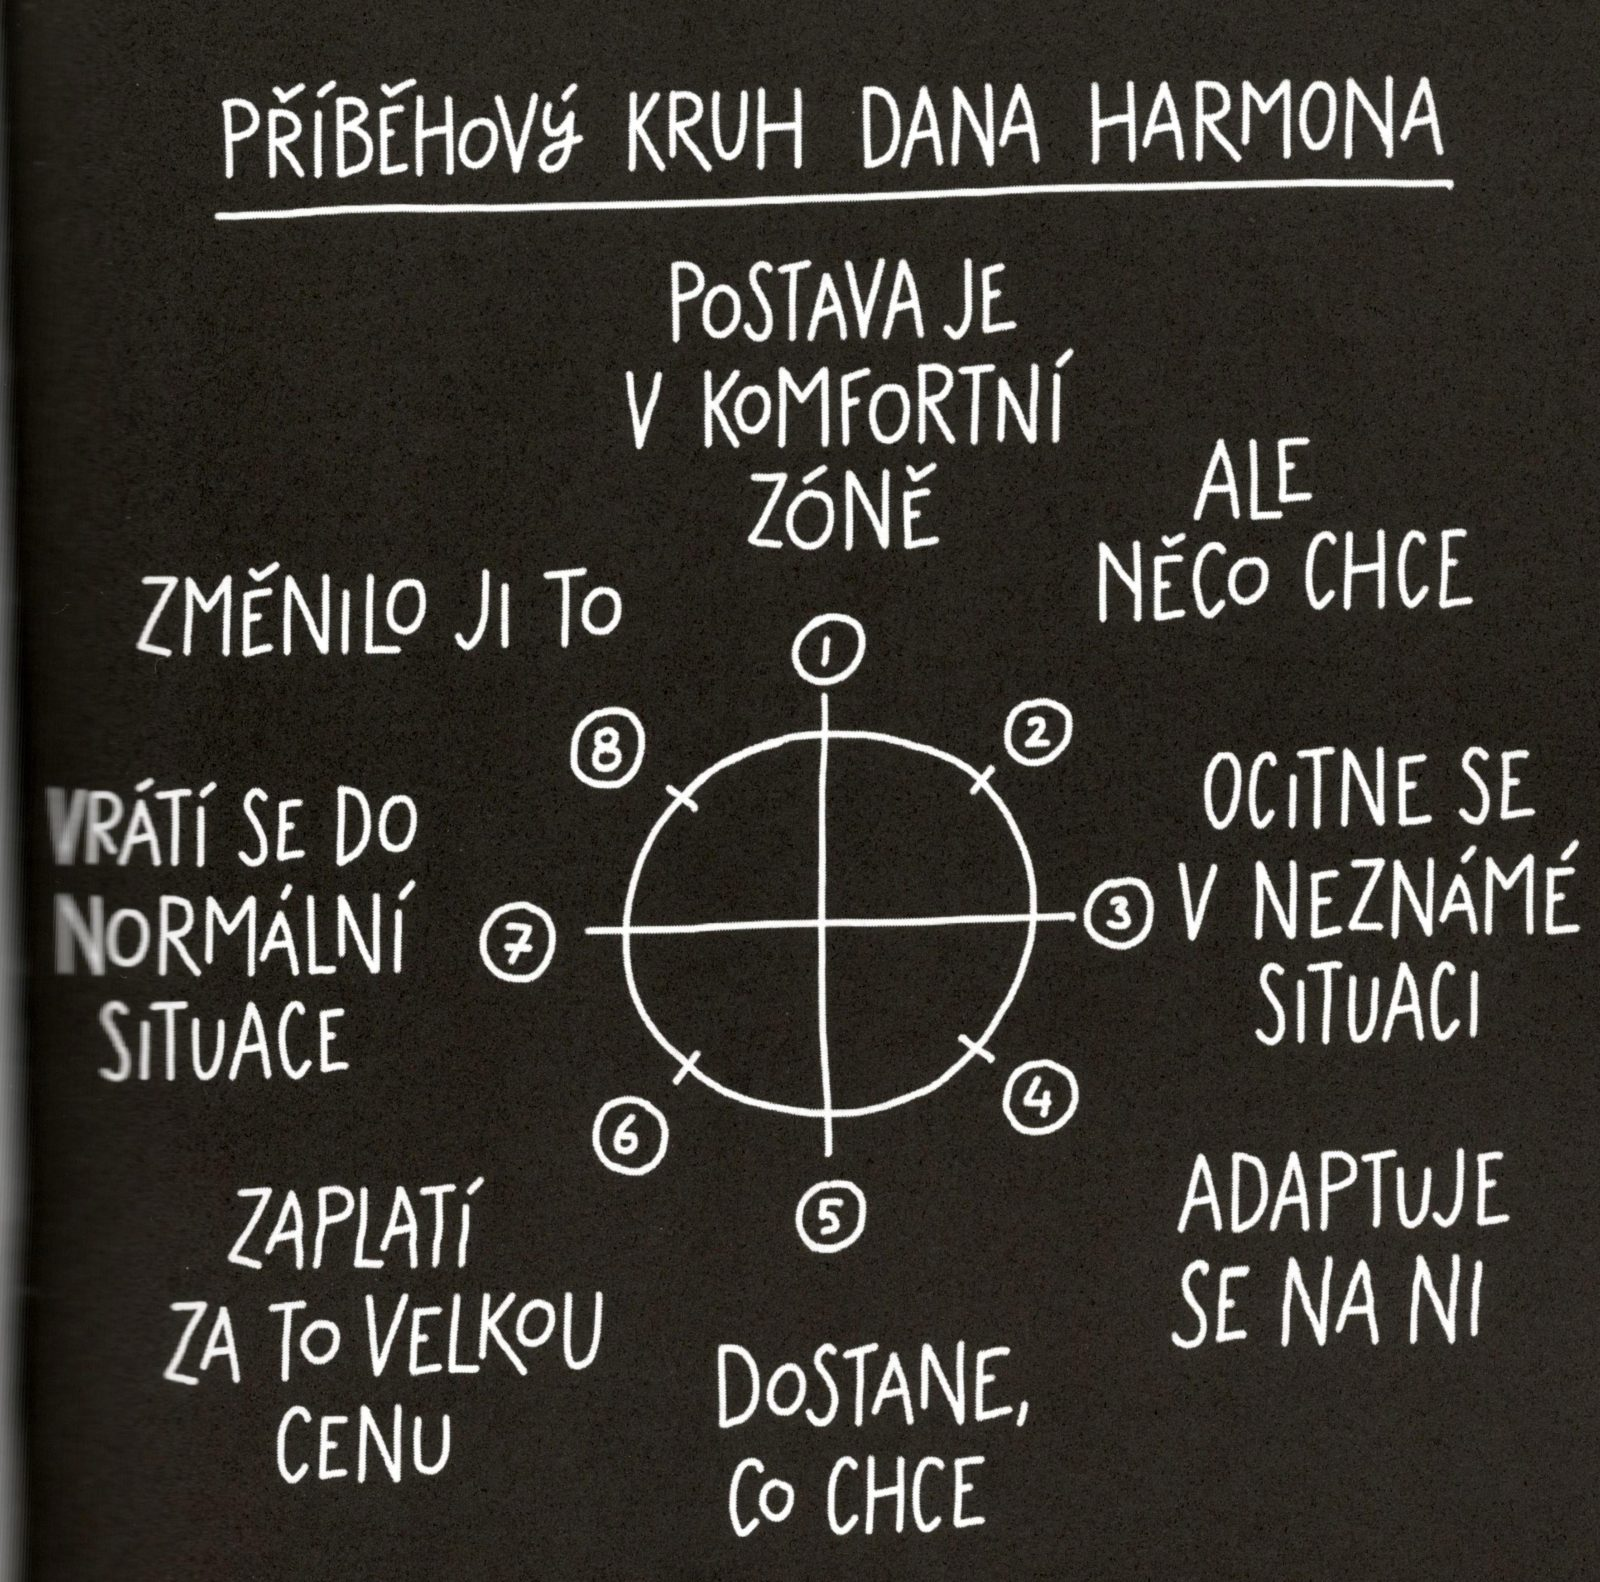 PŘÍBĚHOVÝ KRUH DANA HARMONA
POSTAVA JE
V KOMFORTNÍ
ZÓNĚ
1
ALE
NĚCO CHCE
2
OCITNE SE
V NEZNÁMÉ
SITUACI
3
ADAPTUJE
SE NA NI
4
DOSTANE,
CO CHCE
5
ZAPLATÍ
ZA TO VELKOU
CENU
6
VRÁTÍ SE DO
NORMÁLNÍ
SITUACE
7
ZMĚNILO JI TO
8